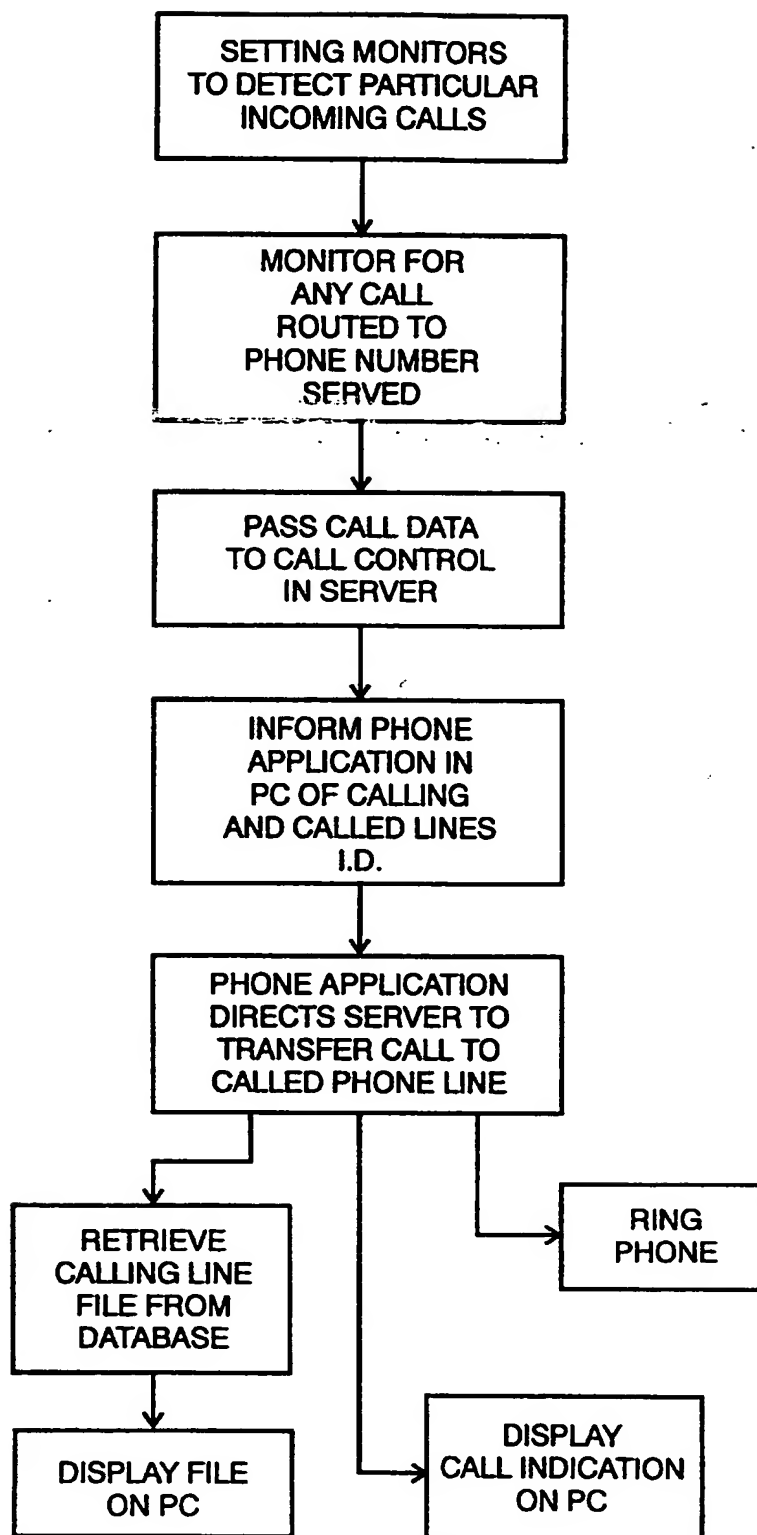 SETTING MONITORS
TO DETECT PARTICULAR
INCOMING CALLS
MONITOR FOR
ANY CALL
ROUTED TO
PHONE NUMBER
SERVED
PASS CALL DATA
TO CALL CONTROL
IN SERVER
INFORM PHONE
APPLICATION IN
PC OF CALLING
AND CALLED LINES
I.D.
PHONE APPLICATION
DIRECTS SERVER TO
TRANSFER CALL TO
CALLED PHONE LINE
RETRIEVE
CALLING LINE
FILE FROM
DATABASE
RING
PHONE
DISPLAY FILE
ON PC
DISPLAY
CALL INDICATION
ON PC